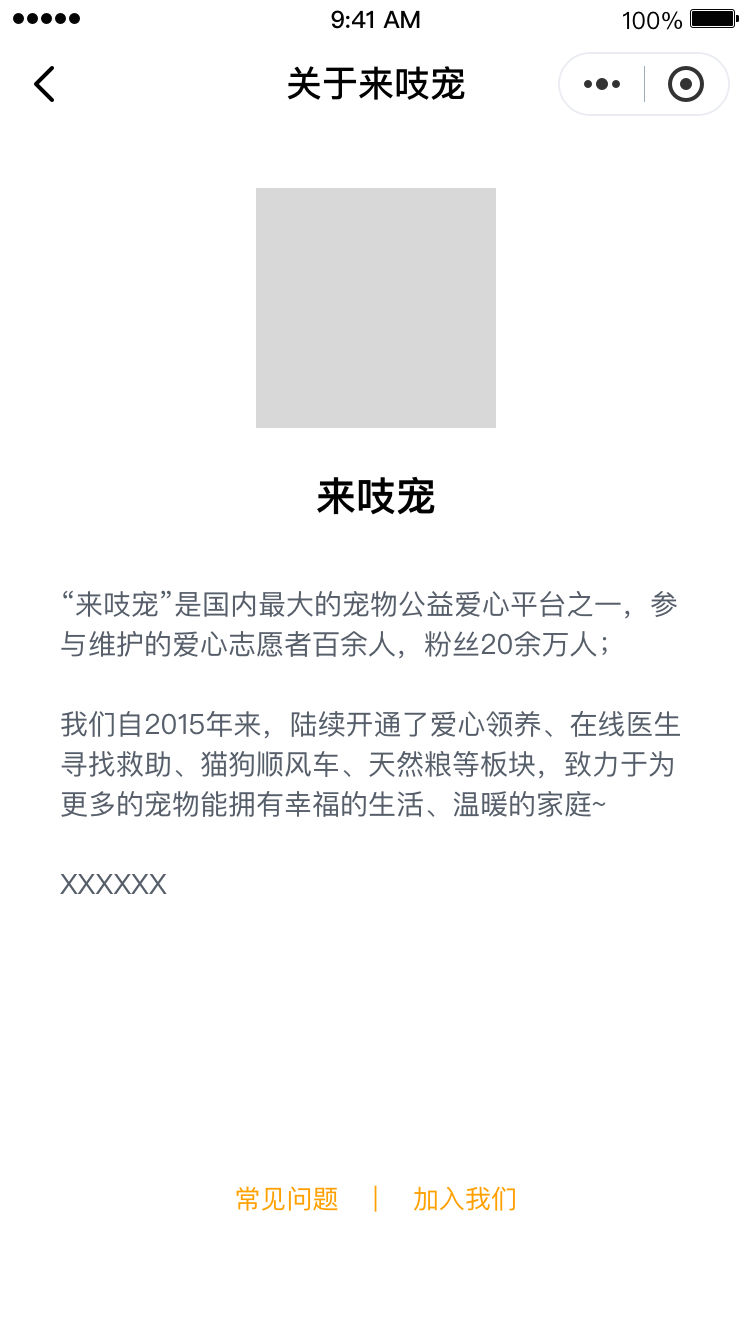 9:41 AM
100%
关于来吱宠
来吱宠
“来吱宠”是国内最大的宠物公益爱心平台之一，参
与维护的爱心志愿者百余人，粉丝20余万人；
我们自2015年来，陆续开通了爱心领养、在线医生
寻找救助、猫狗顺风车、天然粮等板块，致力于为
更多的宠物能拥有幸福的生活、温暖的家庭~
XXXXXX
常见问题 | 加入我们